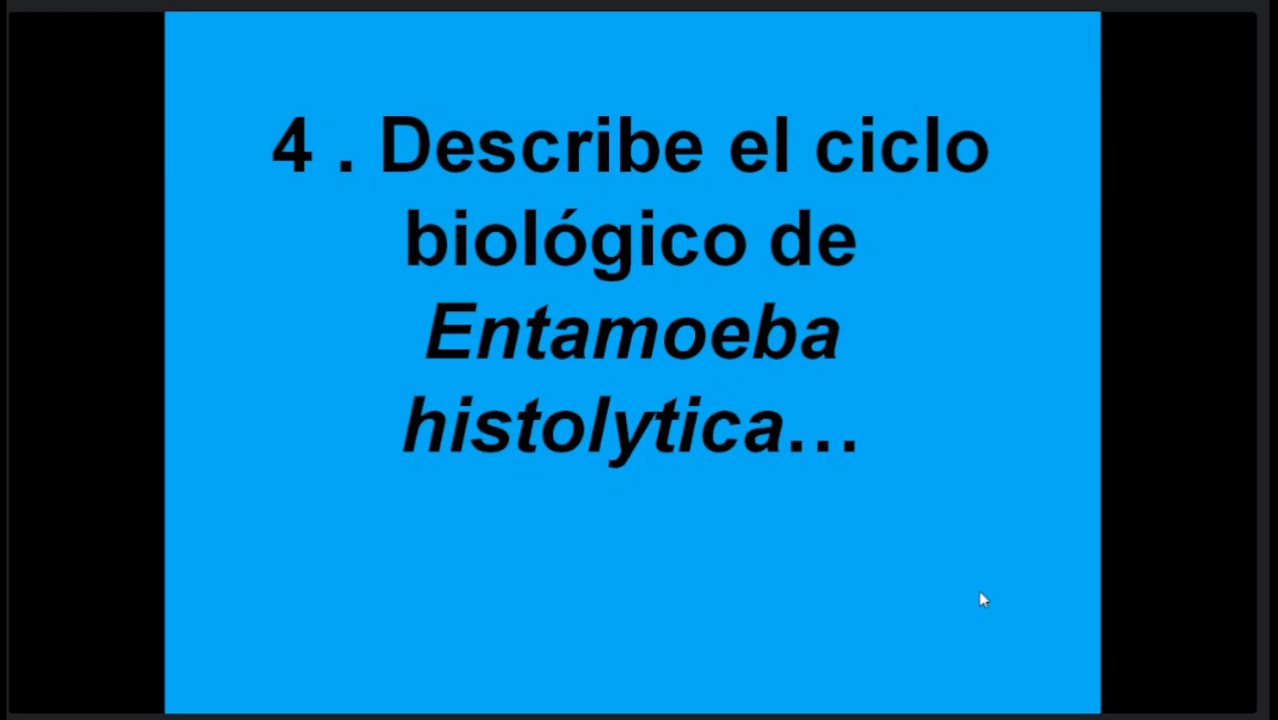 4 . Describe el ciclo
biológico de
Entamoeba
histolytica…